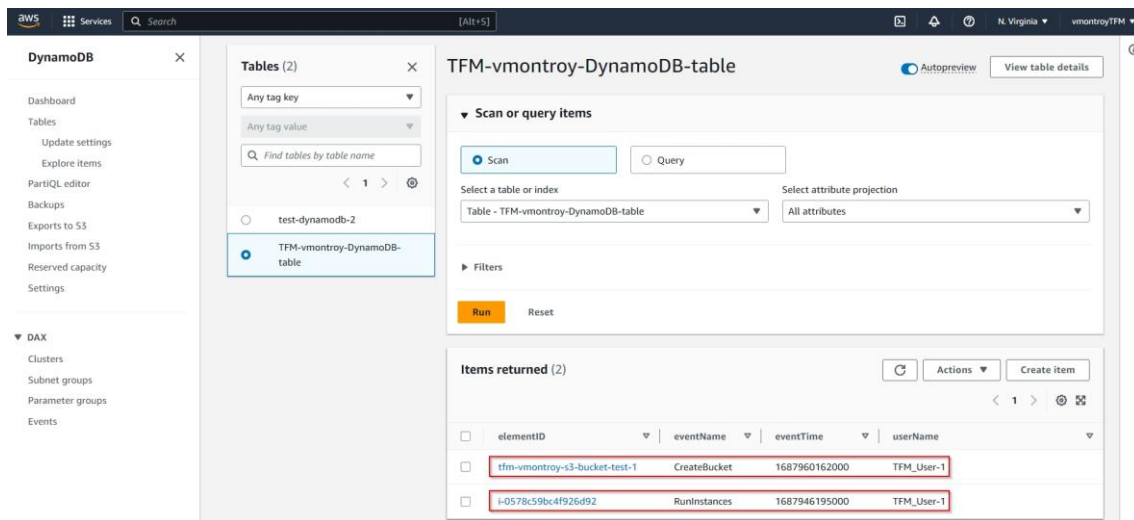 aws Services Search [Alt+S] N. Virginia vmontroyTFM
DynamoDB
Dashboard
Tables
Update settings
Explore items
PartiQL editor
Backups
Exports to S3
Imports from S3
Reserved capacity
Settings
DAX
Clusters
Subnet groups
Parameter groups
Events
Tables (2)
Any tag key
Any tag value
Find tables by table name
1
test-dynamodb-2
TFM-vmontroy-DynamoDB-
table
TFM-vmontroy-DynamoDB-table
Autopreview View table details
Scan or query items
Scan Query
Select a table or index Select attribute projection
Table - TFM-vmontroy-DynamoDB-table All attributes
Filters
Run Reset
Items returned (2) Actions Create item
1
elementID eventName eventTime userName
tfm-vmontroy-s3-bucket-test-1 CreateBucket 1687960162000 TFM_User-1
i-0578c59bc4f926d92 RunInstances 1687946195000 TFM_User-1